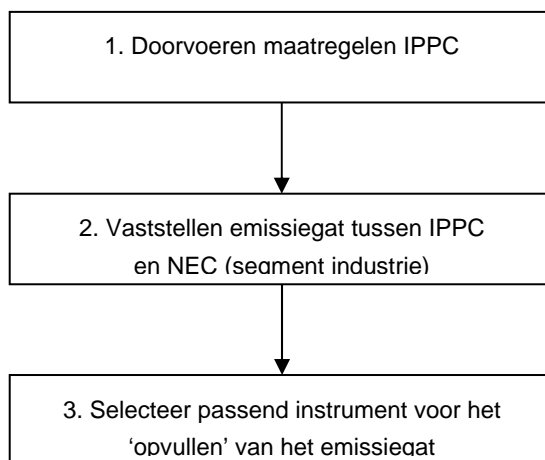 1. Doorvoeren maatregelen IPPC
2. Vaststellen emissiegat tussen IPPC
en NEC (segment industrie)
3. Selecteer passend instrument voor het
‘opvullen’ van het emissiegat